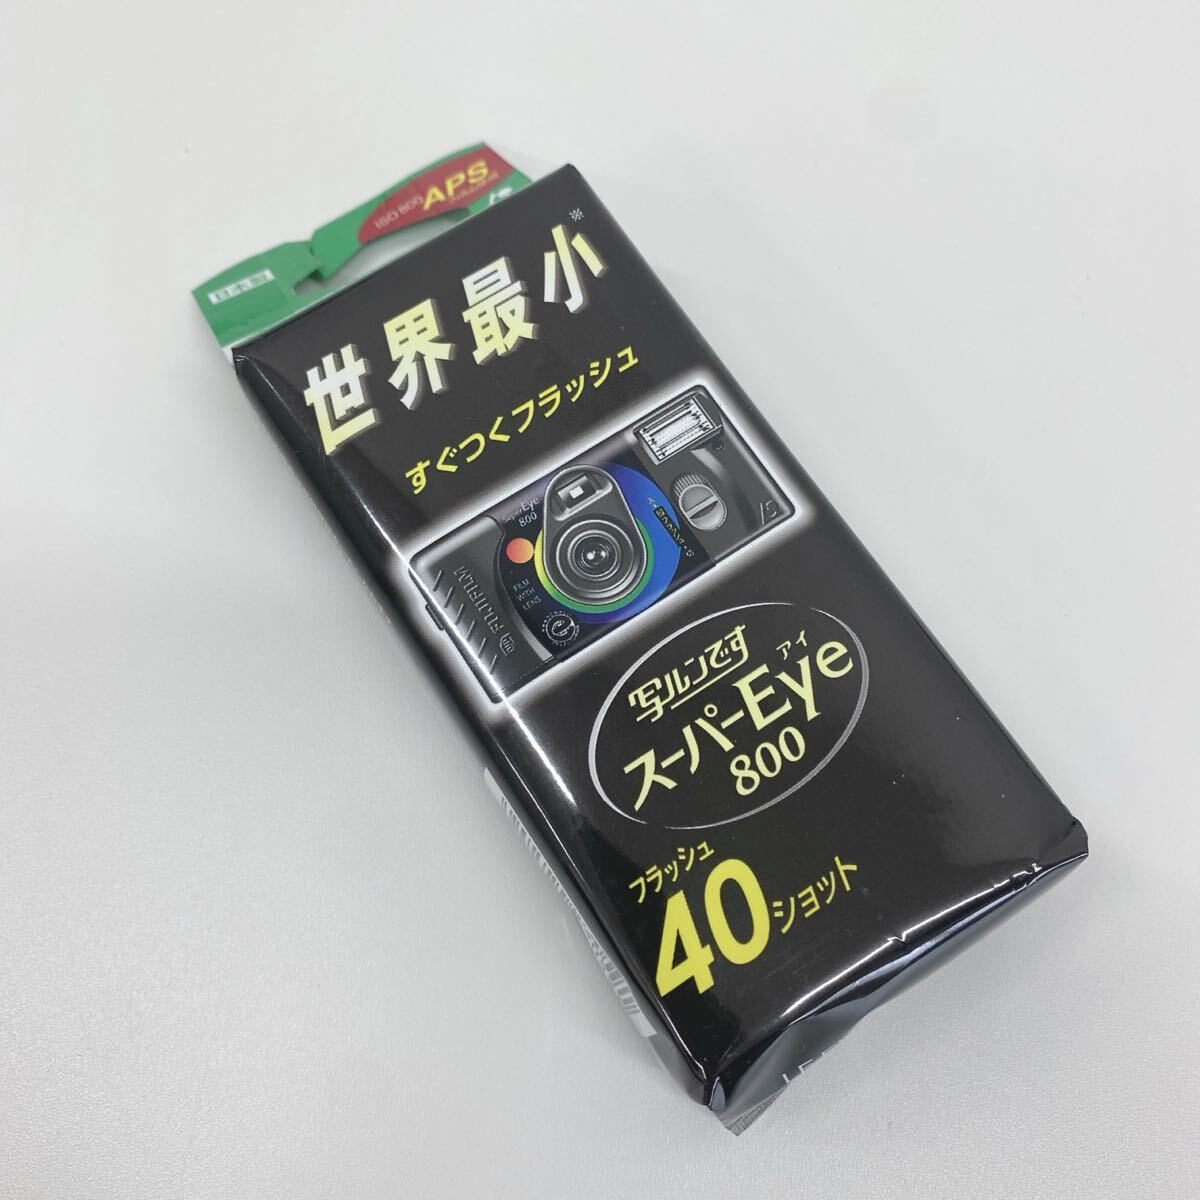 ISO 800 APS
日本製
世界最小※
すぐつくフラッシュ
SuperEye
800
FILM
WITH
LENS
FUJIFILM
写ルンです
アイ
スーパーEye
800
フラッシュ
40ショット